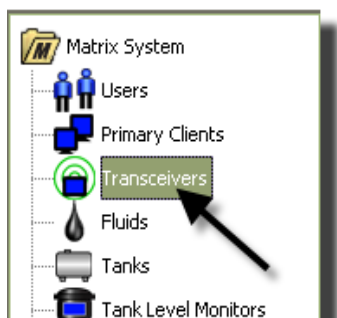 Matrix System
Users
Primary Clients
Transceivers
Fluids
Tanks
Tank Level Monitors